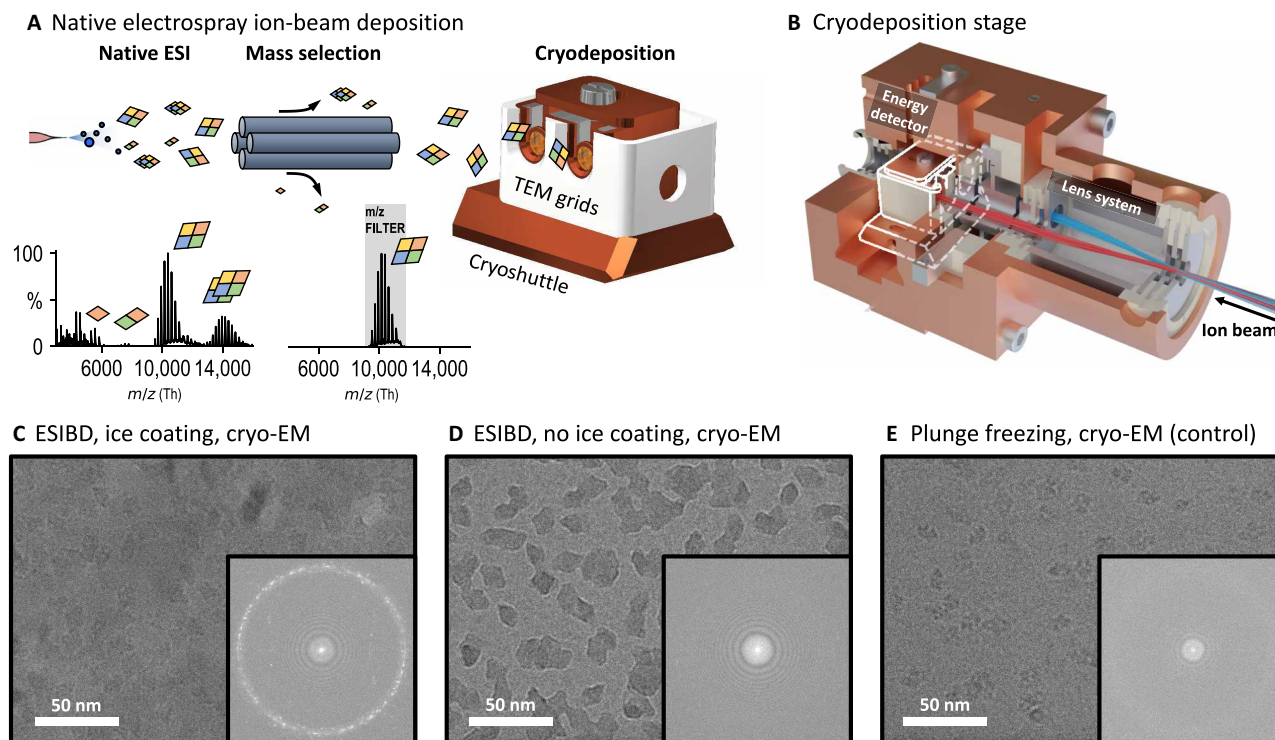 A Native electrospray ion-beam deposition
Native ESI
Mass selection
Cryodeposition
TEM grids
Cryoshuttle
m/z
FILTER
100
%
0
6000 10,000 14,000
m/z (Th)
6000 10,000 14,000
m/z (Th)
B Cryodeposition stage
Energy
detector
Lens system
Ion beam
C ESIBD, ice coating, cryo-EM
50 nm
D ESIBD, no ice coating, cryo-EM
50 nm
E Plunge freezing, cryo-EM (control)
50 nm